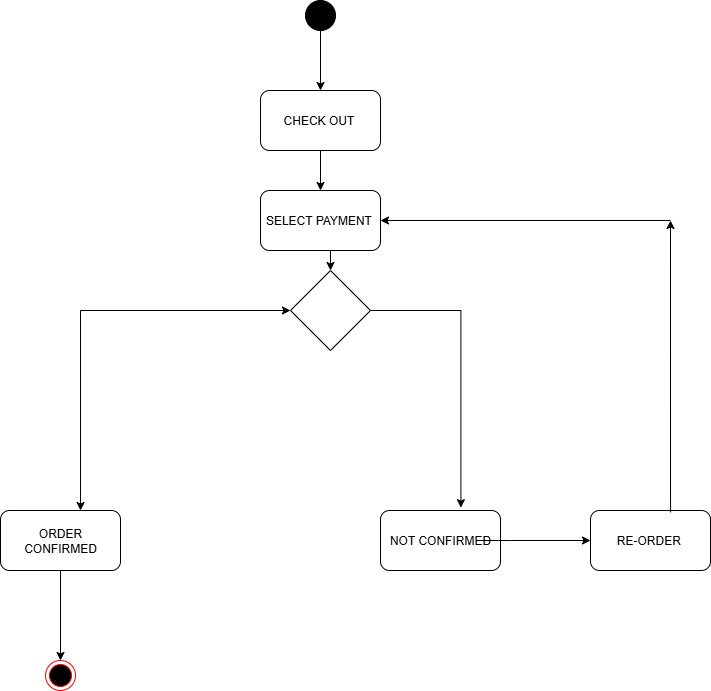 CHECK OUT
SELECT PAYMENT
ORDER
CONFIRMED
NOT CONFIRMED
RE-ORDER